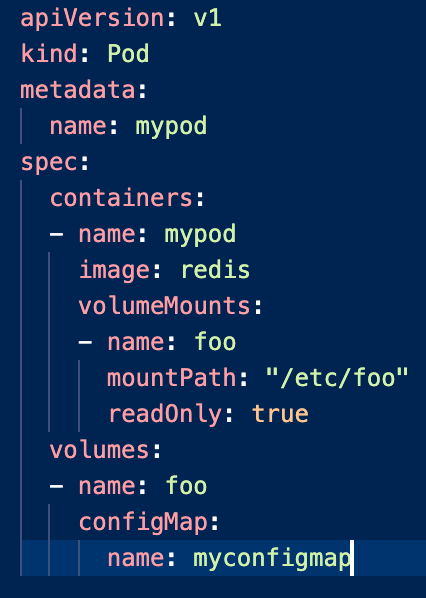 apiVersion: v1
kind: Pod
metadata:
  name: mypod
spec:
  containers:
  - name: mypod
    image: redis
    volumeMounts:
    - name: foo
      mountPath: "/etc/foo"
      readOnly: true
  volumes:
  - name: foo
    configMap:
      name: myconfigmap